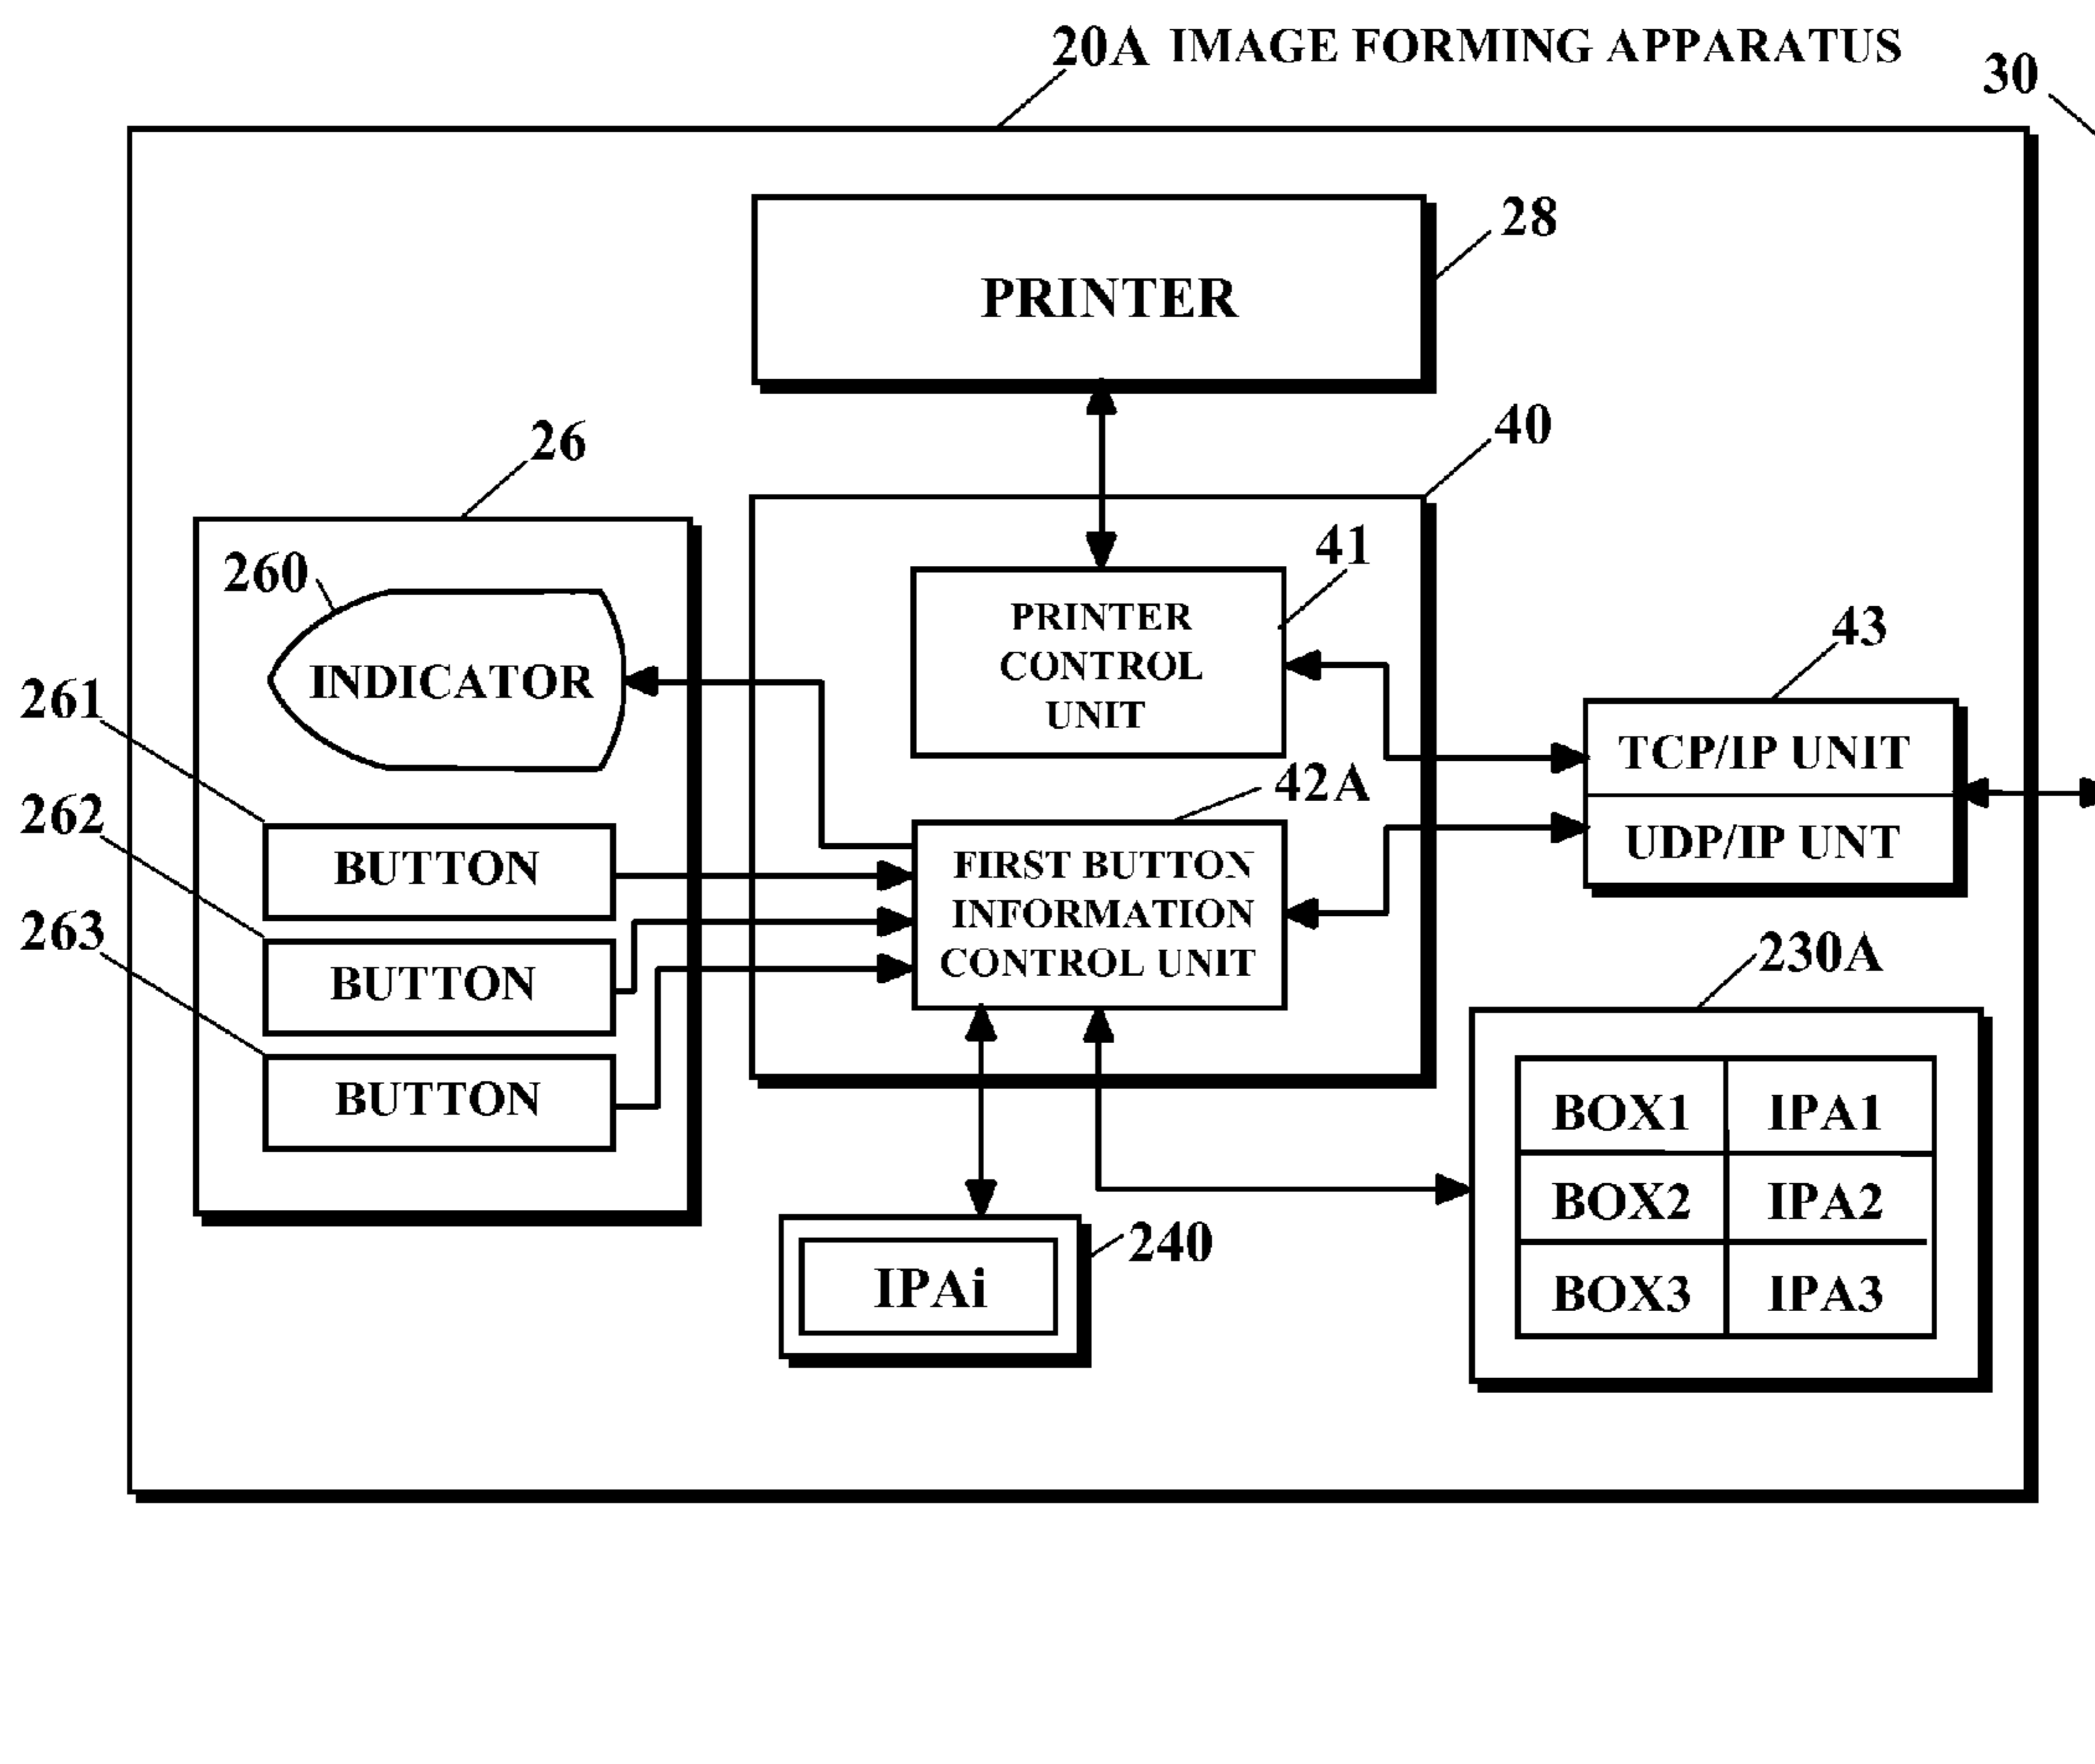 20A IMAGE FORMING APPARATUS
30
28
PRINTER
40
26
41
260
PRINTER
CONTROL
UNIT
43
INDICATOR
261
TCP/IP UNIT
42A
262
UDP/IP UNT
BUTTON
FIRST BUTTON
INFORMATION
CONTROL UNIT
263
230A
BUTTON
BUTTON
BOX1 IPA1
BOX2 IPA2
BOX3 IPA3
240
IPAi